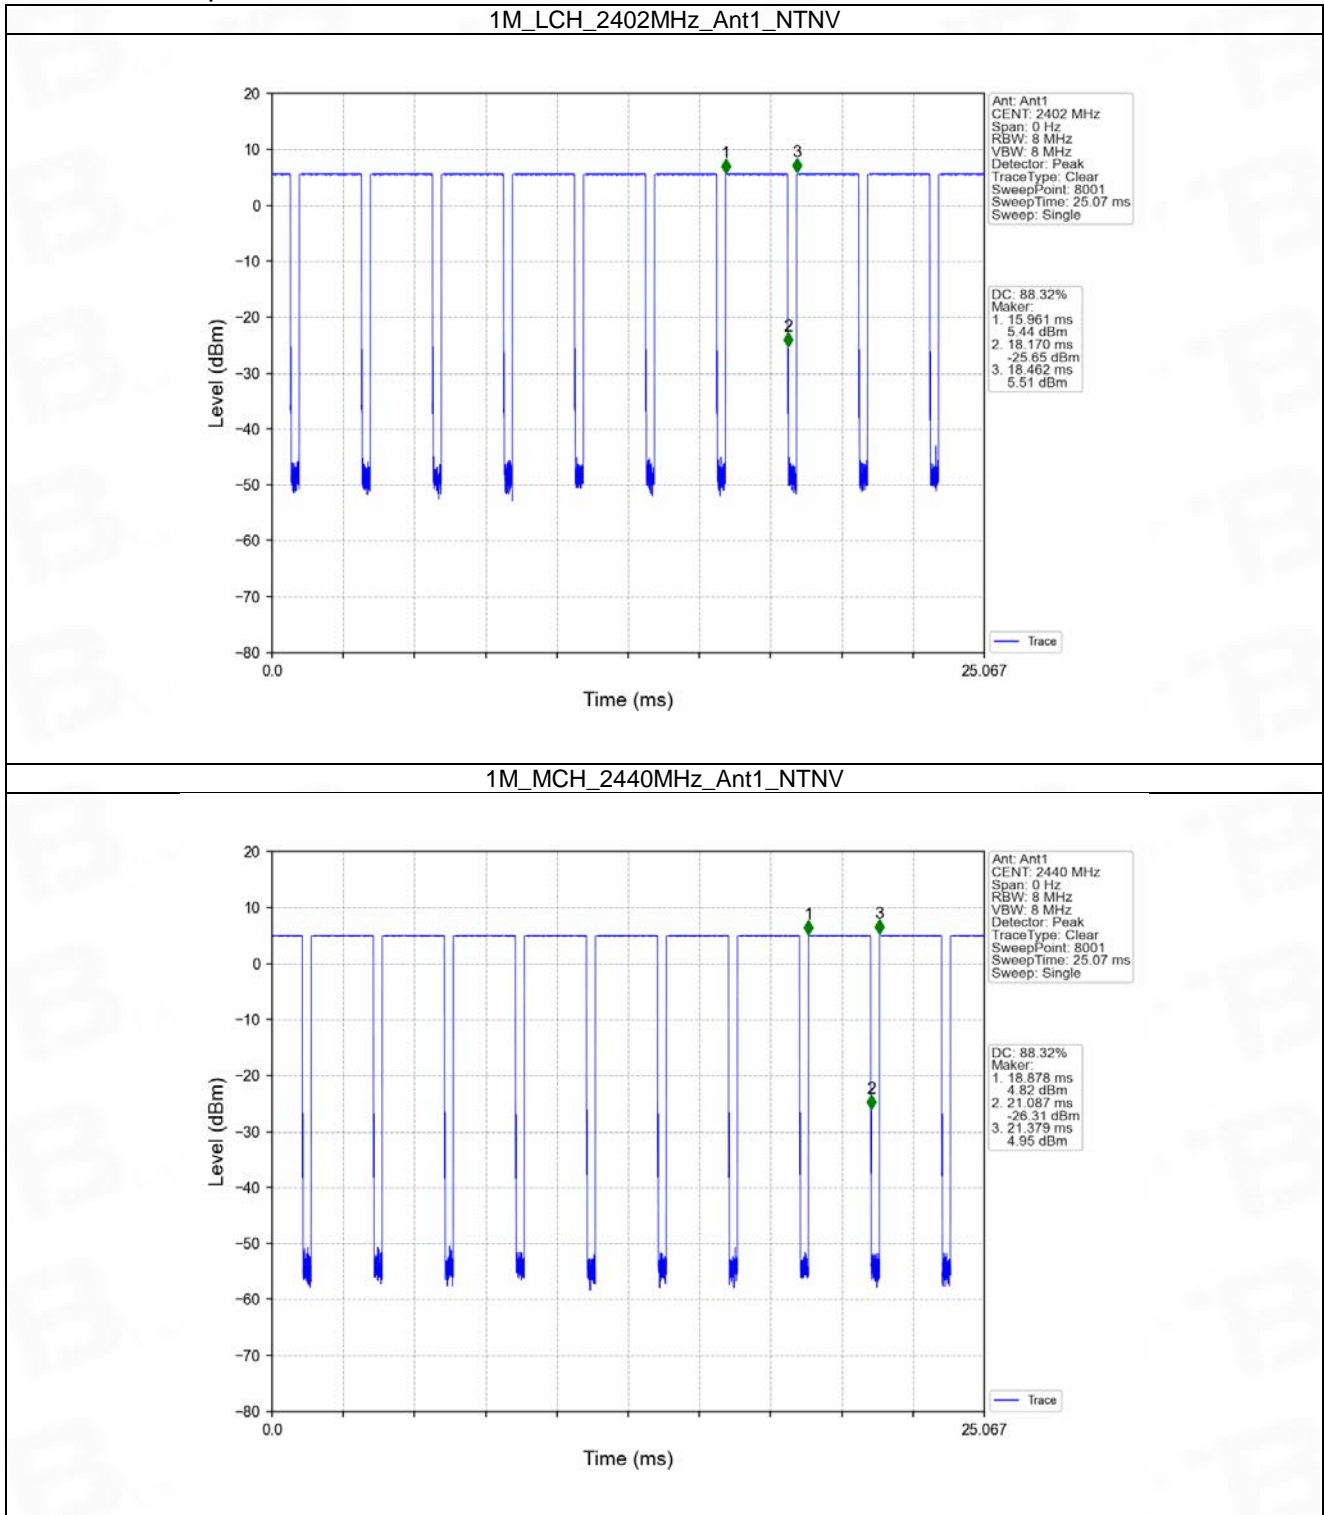 1M_LCH_2402MHz_Ant1_NTNV
20
10
0
−10
−20
−30
−40
−50
−60
−70
−80
Level (dBm)
1
3
2
0.0
25.067
Time (ms)
Ant: Ant1
CENT: 2402 MHz
Span: 0 Hz
RBW: 8 MHz
VBW: 8 MHz
Detector: Peak
TraceType: Clear
SweepPoint: 8001
SweepTime: 25.07 ms
Sweep: Single
DC: 88.32%
Maker:
1. 15.961 ms
5.44 dBm
2. 18.170 ms
-25.65 dBm
3. 18.462 ms
5.51 dBm
Trace
1M_MCH_2440MHz_Ant1_NTNV
20
10
0
−10
−20
−30
−40
−50
−60
−70
−80
Level (dBm)
1
3
2
0.0
25.067
Time (ms)
Ant: Ant1
CENT: 2440 MHz
Span: 0 Hz
RBW: 8 MHz
VBW: 8 MHz
Detector: Peak
TraceType: Clear
SweepPoint: 8001
SweepTime: 25.07 ms
Sweep: Single
DC: 88.32%
Maker:
1. 18.878 ms
4.82 dBm
2. 21.087 ms
-26.31 dBm
3. 21.379 ms
4.95 dBm
Trace